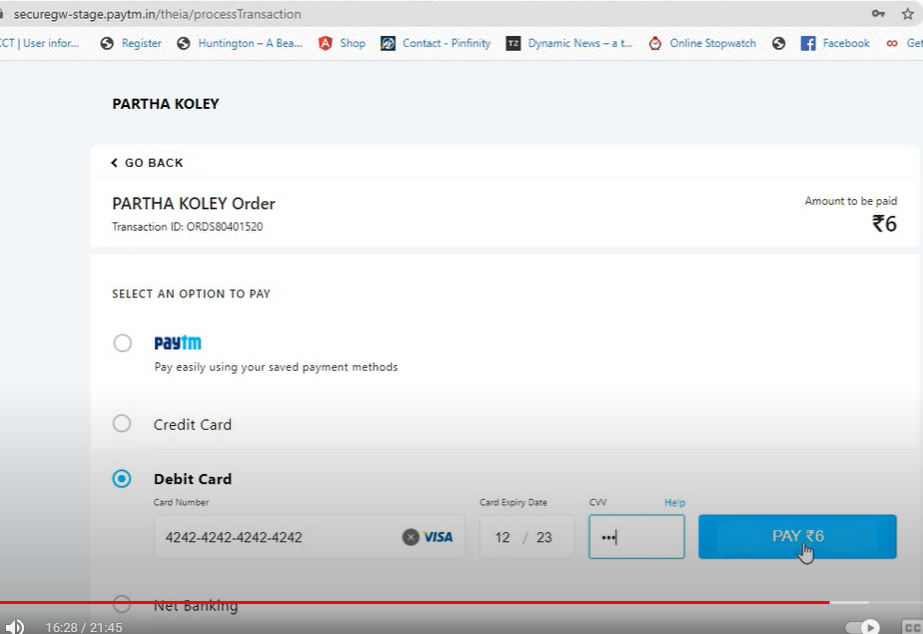 securegw-stage.paytm.in/theia/processTransaction
CCT | User infor... Register Huntington – A Bea... Shop Contact - Pinfinity TZ Dynamic News – a t... Online Stopwatch Facebook Get
PARTHA KOLEY
GO BACK
PARTHA KOLEY Order
Transaction ID: ORDS80401520
Amount to be paid
₹6
SELECT AN OPTION TO PAY
paytm
Pay easily using your saved payment methods
Credit Card
Debit Card
Card Number Card Expiry Date CVV Help
4242-4242-4242-4242 VISA 12 / 23 ••• PAY ₹6
Net Banking
16:28 / 21:45 CC